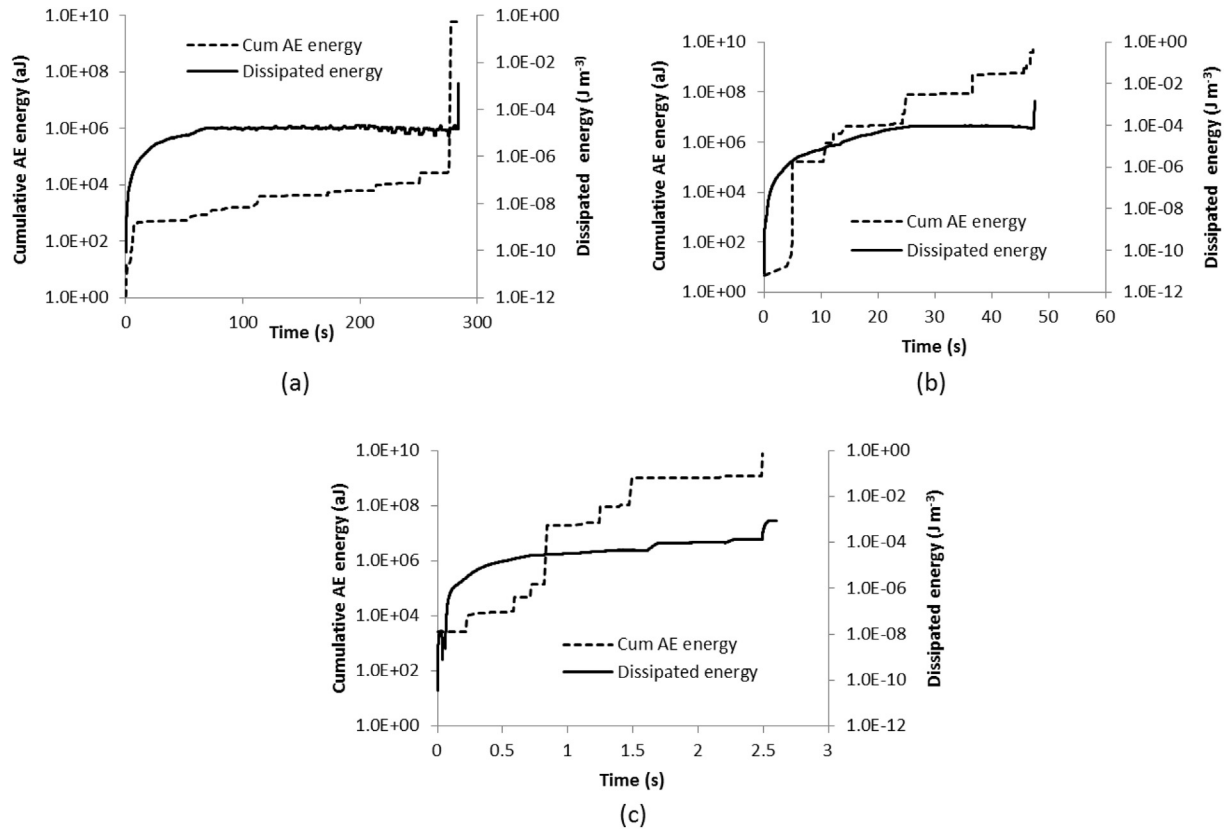 1.0E+10
1.0E+08
1.0E+06
1.0E+04
1.0E+02
1.0E+00
Cumulative AE energy (aJ)
Cum AE energy
Dissipated energy
1.0E+00
1.0E-02
1.0E-04
1.0E-06
1.0E-08
1.0E-10
1.0E-12
Dissipated energy (J m-3)
0 100 200 300
Time (s)
(a)
1.0E+10
1.0E+08
1.0E+06
1.0E+04
1.0E+02
1.0E+00
Cumulative AE energy (aJ)
Cum AE energy
Dissipated energy
1.0E+00
1.0E-02
1.0E-04
1.0E-06
1.0E-08
1.0E-10
1.0E-12
Dissipated energy (J m-3)
0 10 20 30 40 50 60
Time (s)
(b)
1.0E+10
1.0E+08
1.0E+06
1.0E+04
1.0E+02
1.0E+00
Cumulative AE energy (aJ)
Cum AE energy
Dissipated energy
1.0E+00
1.0E-02
1.0E-04
1.0E-06
1.0E-08
1.0E-10
1.0E-12
Dissipated energy (J m-3)
0 0.5 1 1.5 2 2.5 3
Time (s)
(c)